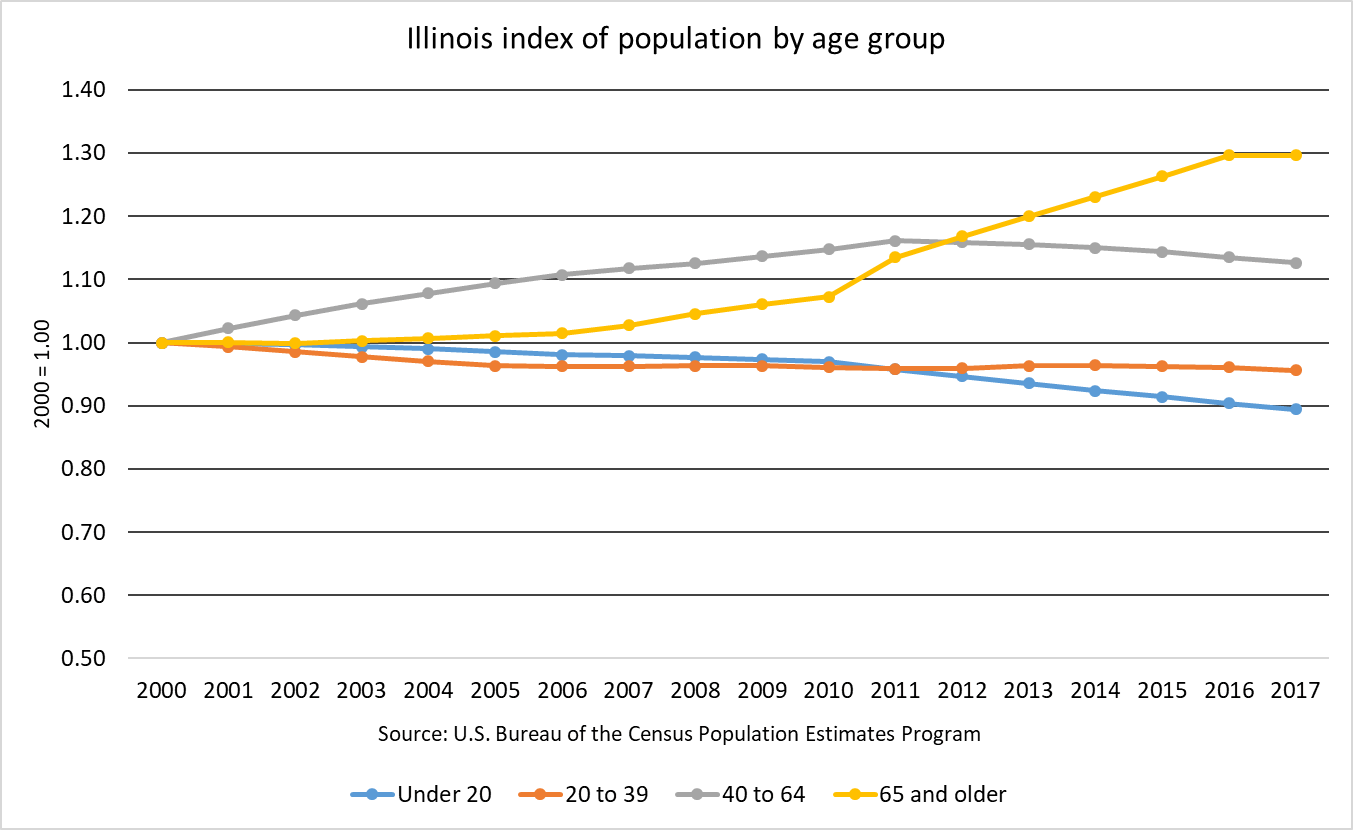 Illinois index of population by age group
1.40
1.30
1.20
1.10
1.00
0.90
0.80
0.70
0.60
0.50
2000 = 1.00
2000 2001 2002 2003 2004 2005 2006 2007 2008 2009 2010 2011 2012 2013 2014 2015 2016 2017
Source: U.S. Bureau of the Census Population Estimates Program
Under 20 20 to 39 40 to 64 65 and older